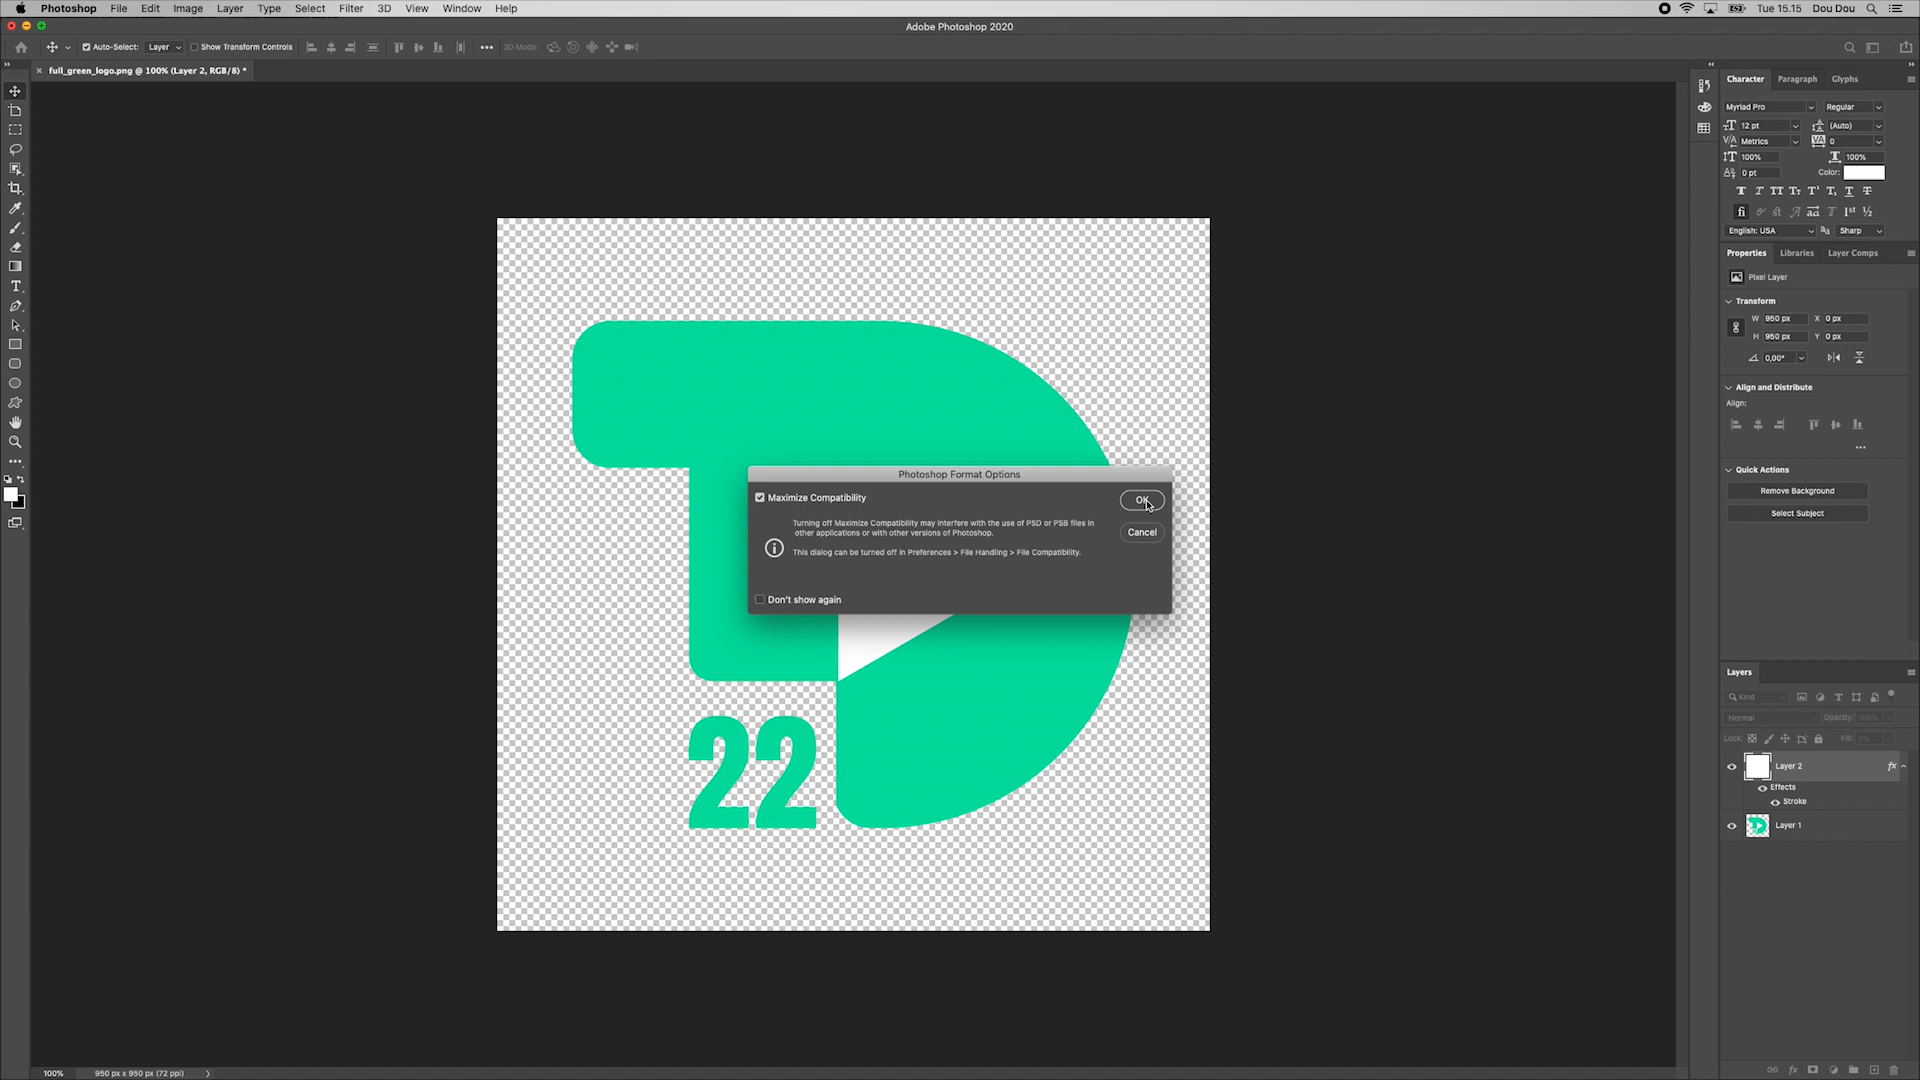 Photoshop File Edit Image Layer Type Select Filter 3D View Window Help Tue 15.15 Dou Dou
Adobe Photoshop 2020
Auto-Select: Layer Show Transform Controls 3D Mode:
full_green_logo.png @ 100% (Layer 2, RGB/8) *
Character Paragraph Glyphs
Myriad Pro Regular
12 pt (Auto)
Metrics 0
100% 100%
0 pt Color:
English: USA Sharp
Properties Libraries Layer Comps
Pixel Layer
Transform
W 950 px X 0 px
H 950 px Y 0 px
0,00°
Align and Distribute
Align:
Quick Actions
Remove Background
Select Subject
Photoshop Format Options
Maximize Compatibility
OK
Turning off Maximize Compatibility may interfere with the use of PSD or PSB files in
other applications or with other versions of Photoshop.
Cancel
This dialog can be turned off in Preferences > File Handling > File Compatibility.
Don't show again
22
Layers
Kind
Normal Opacity: 100%
Lock: Fill: 0%
Layer 2 fx
Effects
Stroke
Layer 1
100% 950 px x 950 px (72 ppi)